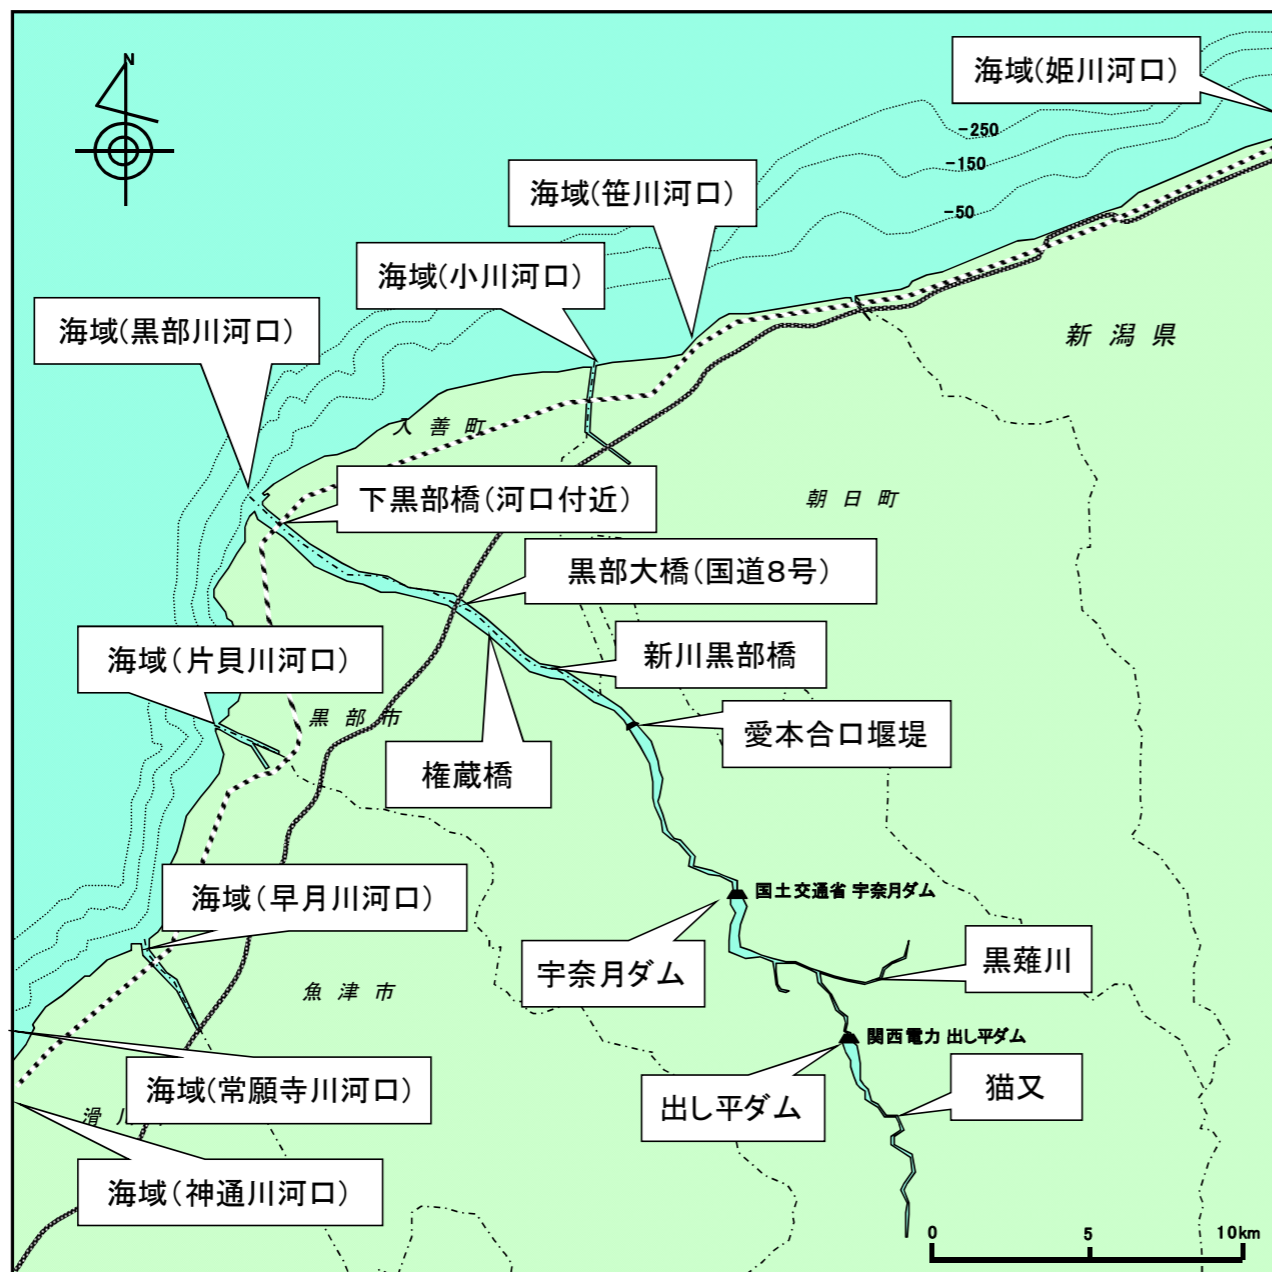 N
海域(姫川河口)
-250
-150
-50
海域(笹川河口)
海域(小川河口)
海域(黒部川河口)
新潟県
入善町
下黒部橋(河口付近)
朝日町
黒部大橋(国道8号)
新川黒部橋
海域(片貝川河口)
黒部市
愛本合口堰堤
権蔵橋
国土交通省 宇奈月ダム
海域(早月川河口)
黒薙川
宇奈月ダム
魚津市
関西電力 出し平ダム
海域(常願寺川河口)
猫又
出し平ダム
滑川
海域(神通川河口)
0 5 10km